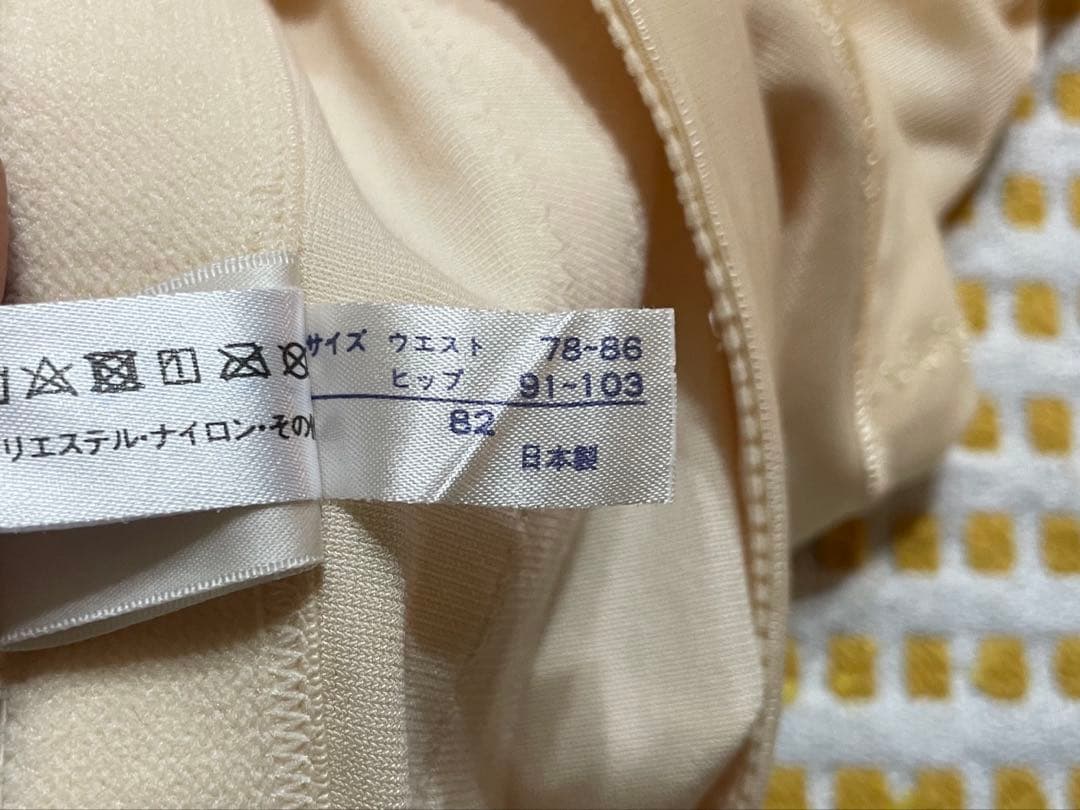 サイズ ウエスト 78~86
ヒップ 91~103
82
日本製
リエステル・ナイロン・その